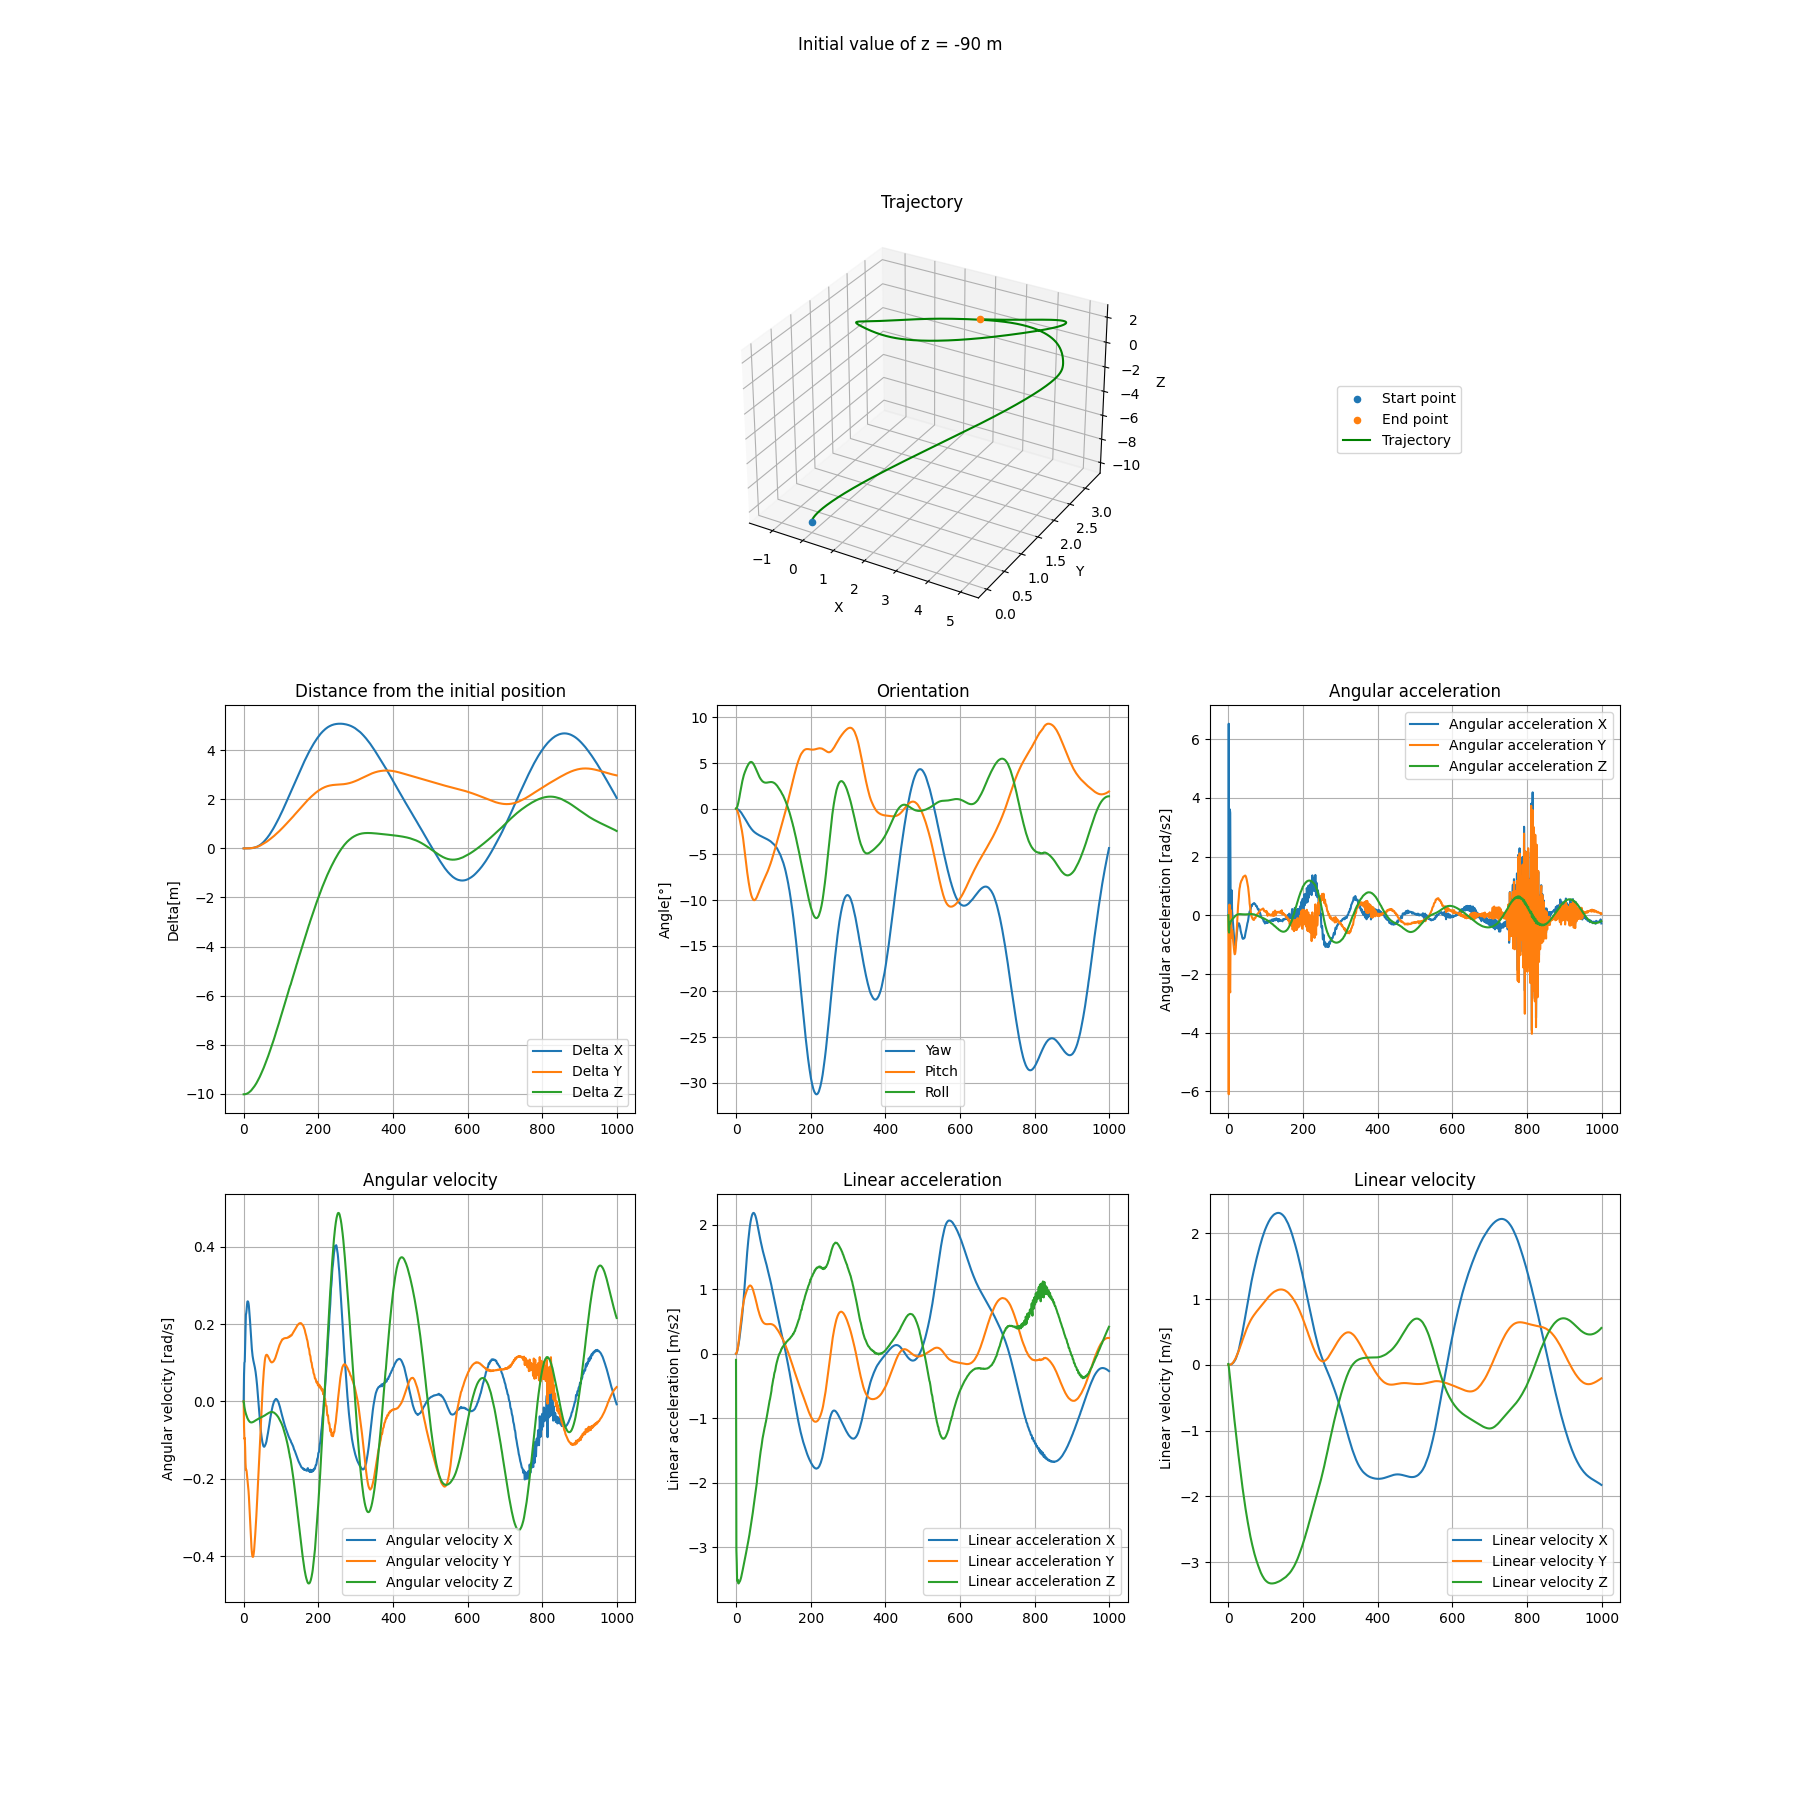 Initial value of z = -90 m
Trajectory
2
0
−2
−4
−6
−8
−10
Z
−1
0
1
2
3
4
5
X
0.0
0.5
1.0
1.5
2.0
2.5
3.0
Y
Start point
End point
Trajectory
Distance from the initial position
Delta[m]
4
2
0
−2
−4
−6
−8
−10
0 200 400 600 800 1000
Delta X
Delta Y
Delta Z
Orientation
Angle[°]
10
5
0
−5
−10
−15
−20
−25
−30
0 200 400 600 800 1000
Yaw
Pitch
Roll
Angular acceleration
Angular acceleration [rad/s2]
6
4
2
0
−2
−4
−6
0 200 400 600 800 1000
Angular acceleration X
Angular acceleration Y
Angular acceleration Z
Angular velocity
Angular velocity [rad/s]
0.4
0.2
0.0
−0.2
−0.4
0 200 400 600 800 1000
Angular velocity X
Angular velocity Y
Angular velocity Z
Linear acceleration
Linear acceleration [m/s2]
2
1
0
−1
−2
−3
0 200 400 600 800 1000
Linear acceleration X
Linear acceleration Y
Linear acceleration Z
Linear velocity
Linear velocity [m/s]
2
1
0
−1
−2
−3
0 200 400 600 800 1000
Linear velocity X
Linear velocity Y
Linear velocity Z